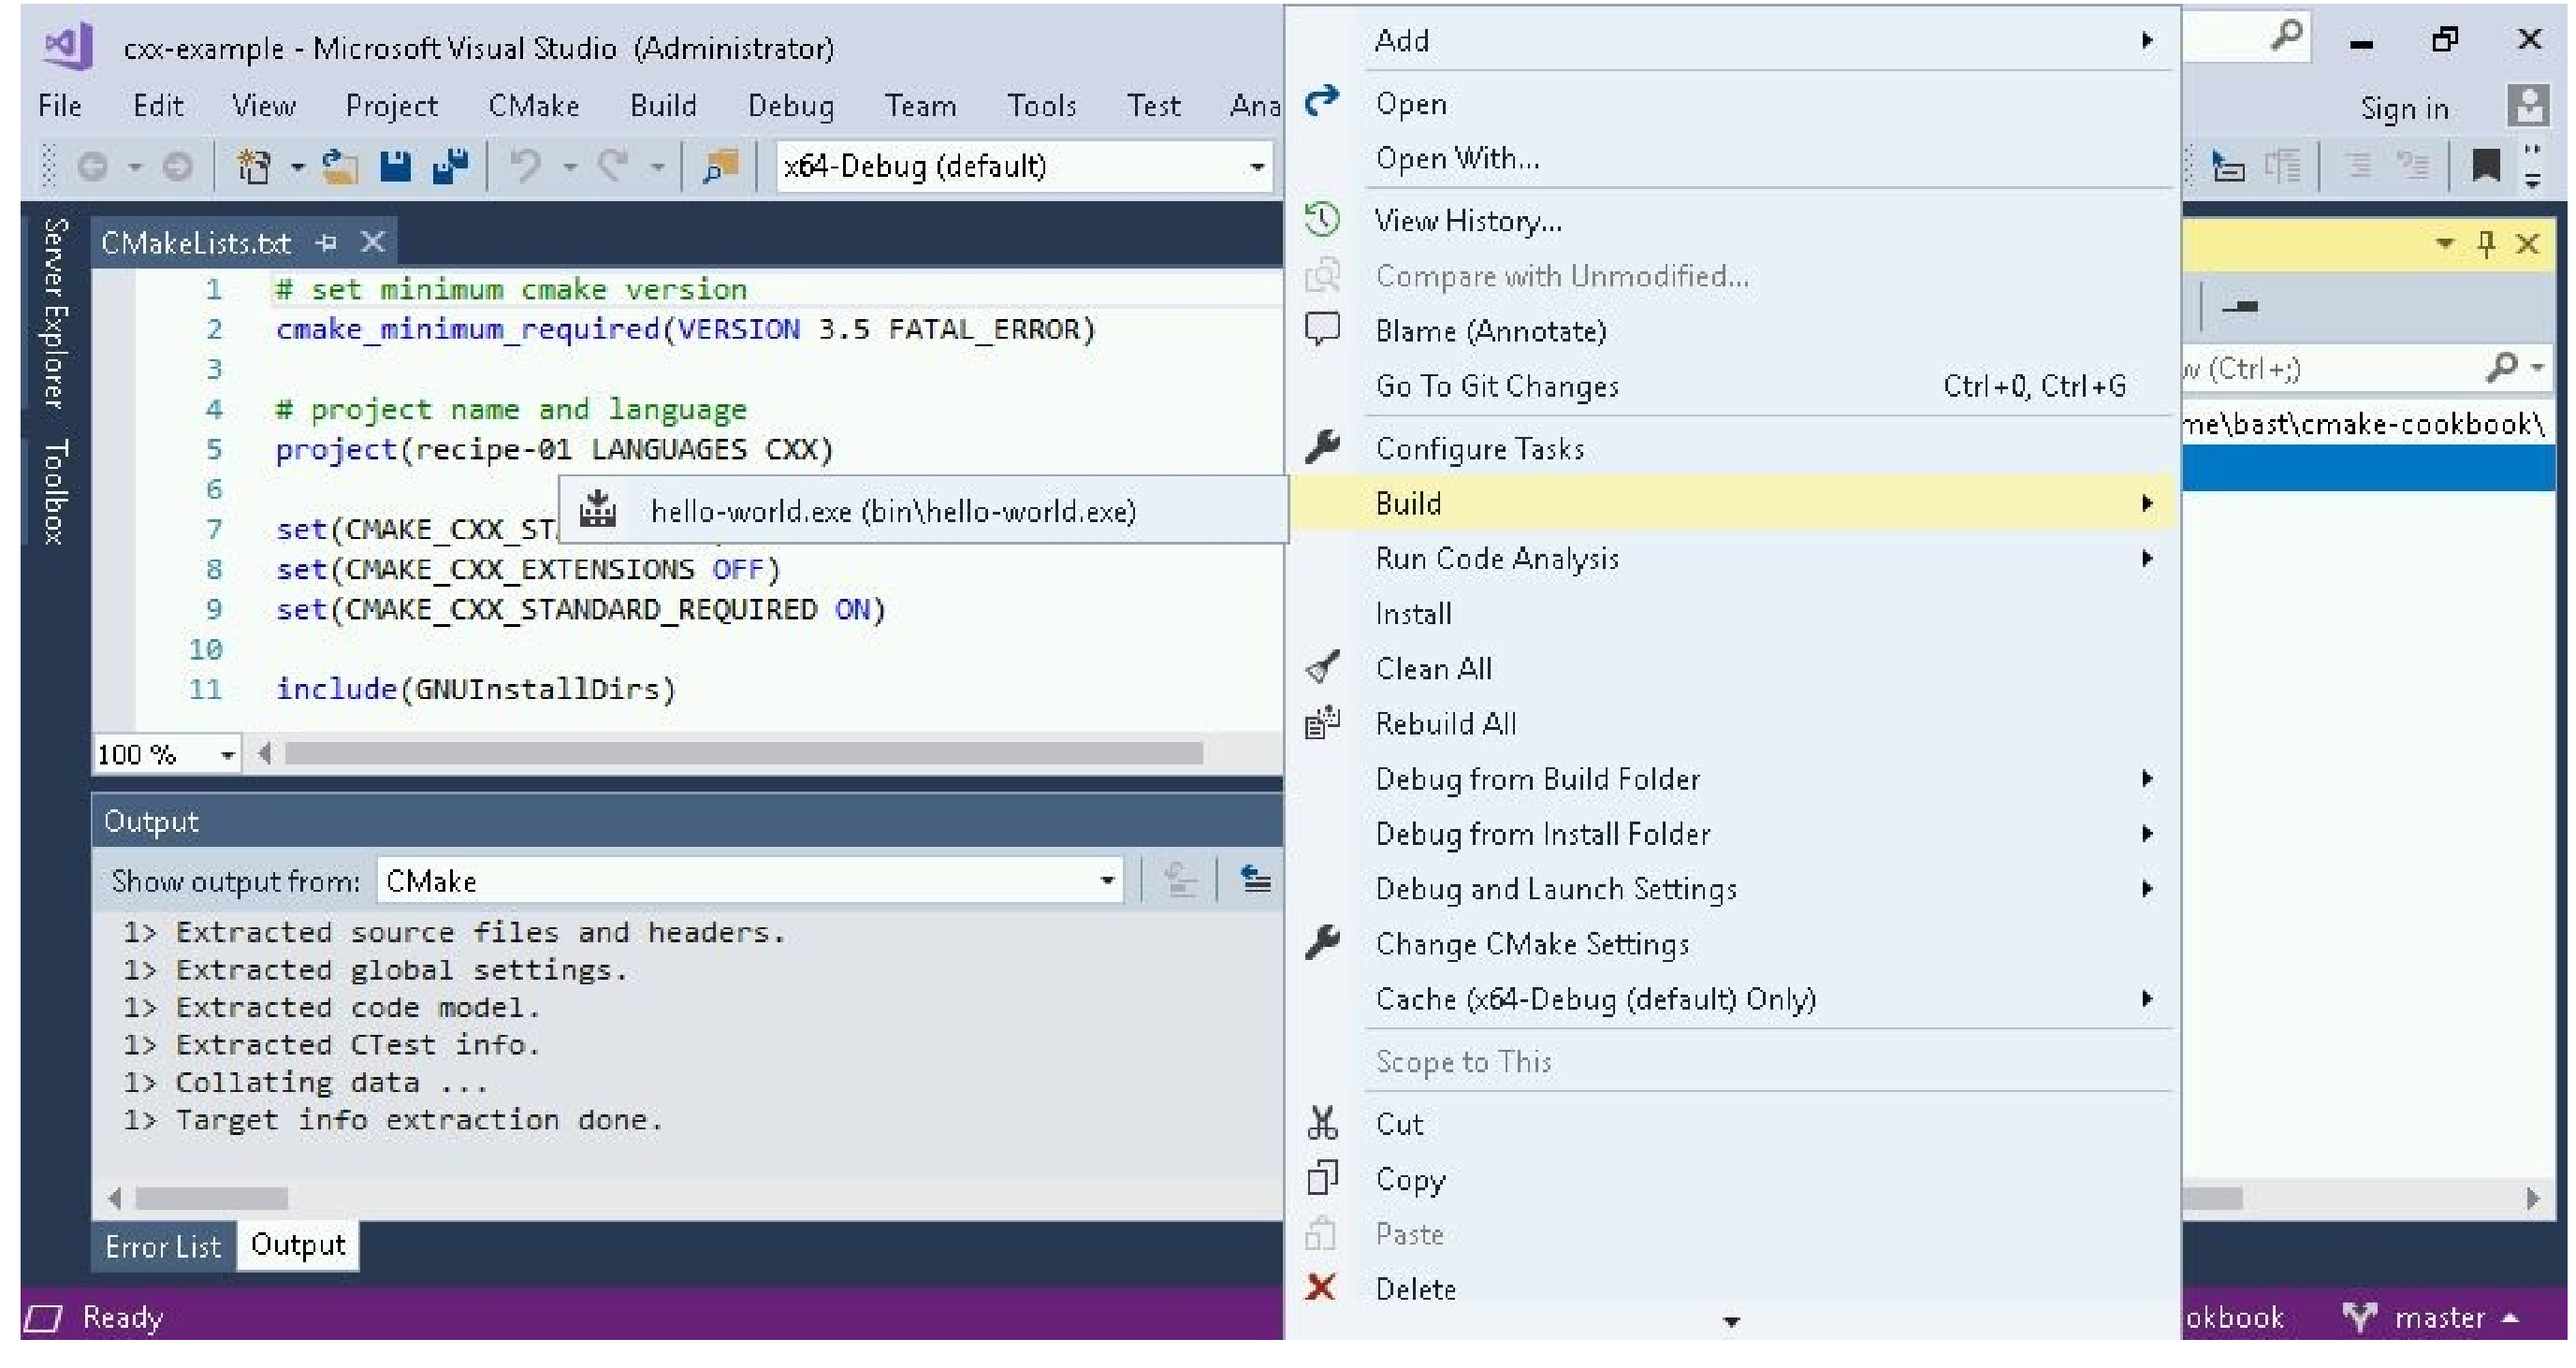 cxx-example - Microsoft Visual Studio (Administrator)
File Edit View Project CMake Build Debug Team Tools Test Ana
Sign in
x64-Debug (default)
Server Explorer
Toolbox
CMakeLists.txt
1 # set minimum cmake version
2 cmake_minimum_required(VERSION 3.5 FATAL_ERROR)
3
4 # project name and language
5 project(recipe-01 LANGUAGES CXX)
6
7 set(CMAKE_CXX_ST
8 set(CMAKE_CXX_EXTENSIONS OFF)
9 set(CMAKE_CXX_STANDARD_REQUIRED ON)
10
11 include(GNUInstallDirs)
hello-world.exe (bin\hello-world.exe)
100 %
Output
Show output from: CMake
1> Extracted source files and headers.
1> Extracted global settings.
1> Extracted code model.
1> Extracted CTest info.
1> Collating data ...
1> Target info extraction done.
Error List Output
Ready
Add
Open
Open With...
View History...
Compare with Unmodified...
Blame (Annotate)
Go To Git Changes Ctrl+0, Ctrl+G
Configure Tasks
Build
Run Code Analysis
Install
Clean All
Rebuild All
Debug from Build Folder
Debug from Install Folder
Debug and Launch Settings
Change CMake Settings
Cache (x64-Debug (default) Only)
Scope to This
Cut
Copy
Paste
Delete
w (Ctrl+;)
me\bast\cmake-cookbook\
okbook master